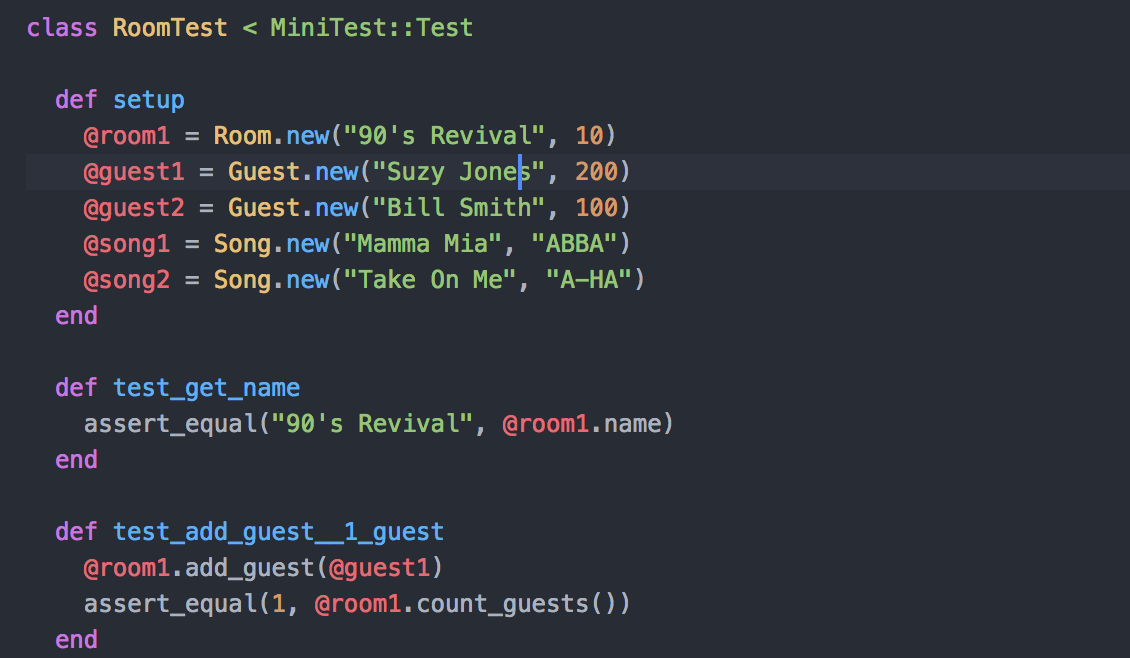 class RoomTest < MiniTest::Test
def setup
@room1 = Room.new("90's Revival", 10)
@guest1 = Guest.new("Suzy Jones", 200)
@guest2 = Guest.new("Bill Smith", 100)
@song1 = Song.new("Mamma Mia", "ABBA")
@song2 = Song.new("Take On Me", "A-HA")
end
def test_get_name
assert_equal("90's Revival", @room1.name)
end
def test_add_guest__1_guest
@room1.add_guest(@guest1)
assert_equal(1, @room1.count_guests())
end